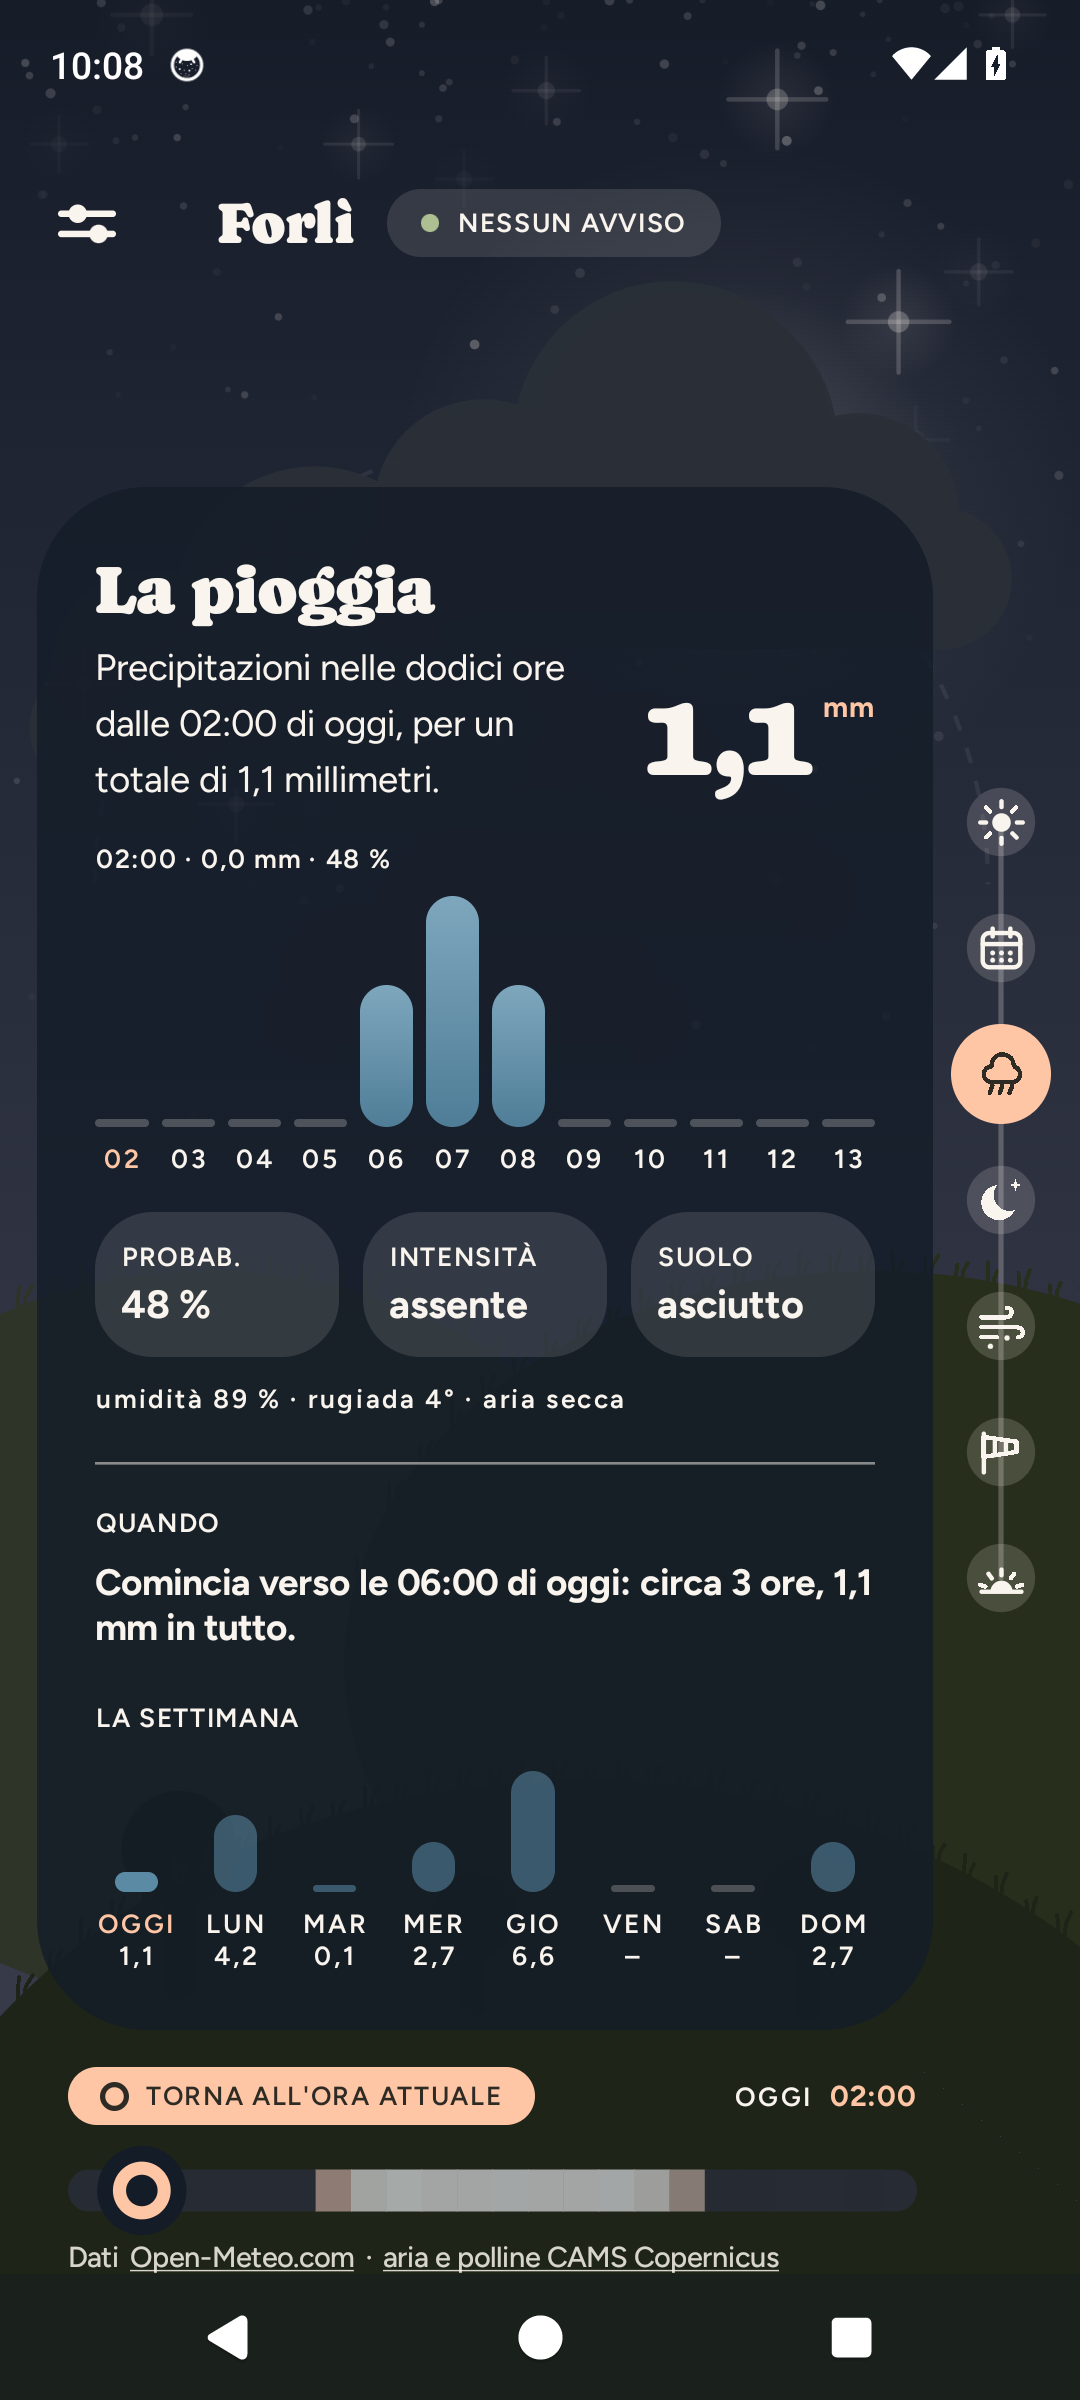 10:08
Forlì
NESSUN AVVISO
La pioggia
Precipitazioni nelle dodici ore
dalle 02:00 di oggi, per un
totale di 1,1 millimetri.
1,1 mm
02:00 · 0,0 mm · 48 %
02 03 04 05 06 07 08 09 10 11 12 13
PROBAB.
48 %
INTENSITÀ
assente
SUOLO
asciutto
umidità 89 % · rugiada 4° · aria secca
QUANDO
Comincia verso le 06:00 di oggi: circa 3 ore, 1,1
mm in tutto.
LA SETTIMANA
OGGI LUN MAR MER GIO VEN SAB DOM
1,1 4,2 0,1 2,7 6,6 – – 2,7
TORNA ALL'ORA ATTUALE
OGGI 02:00
Dati Open-Meteo.com · aria e polline CAMS Copernicus